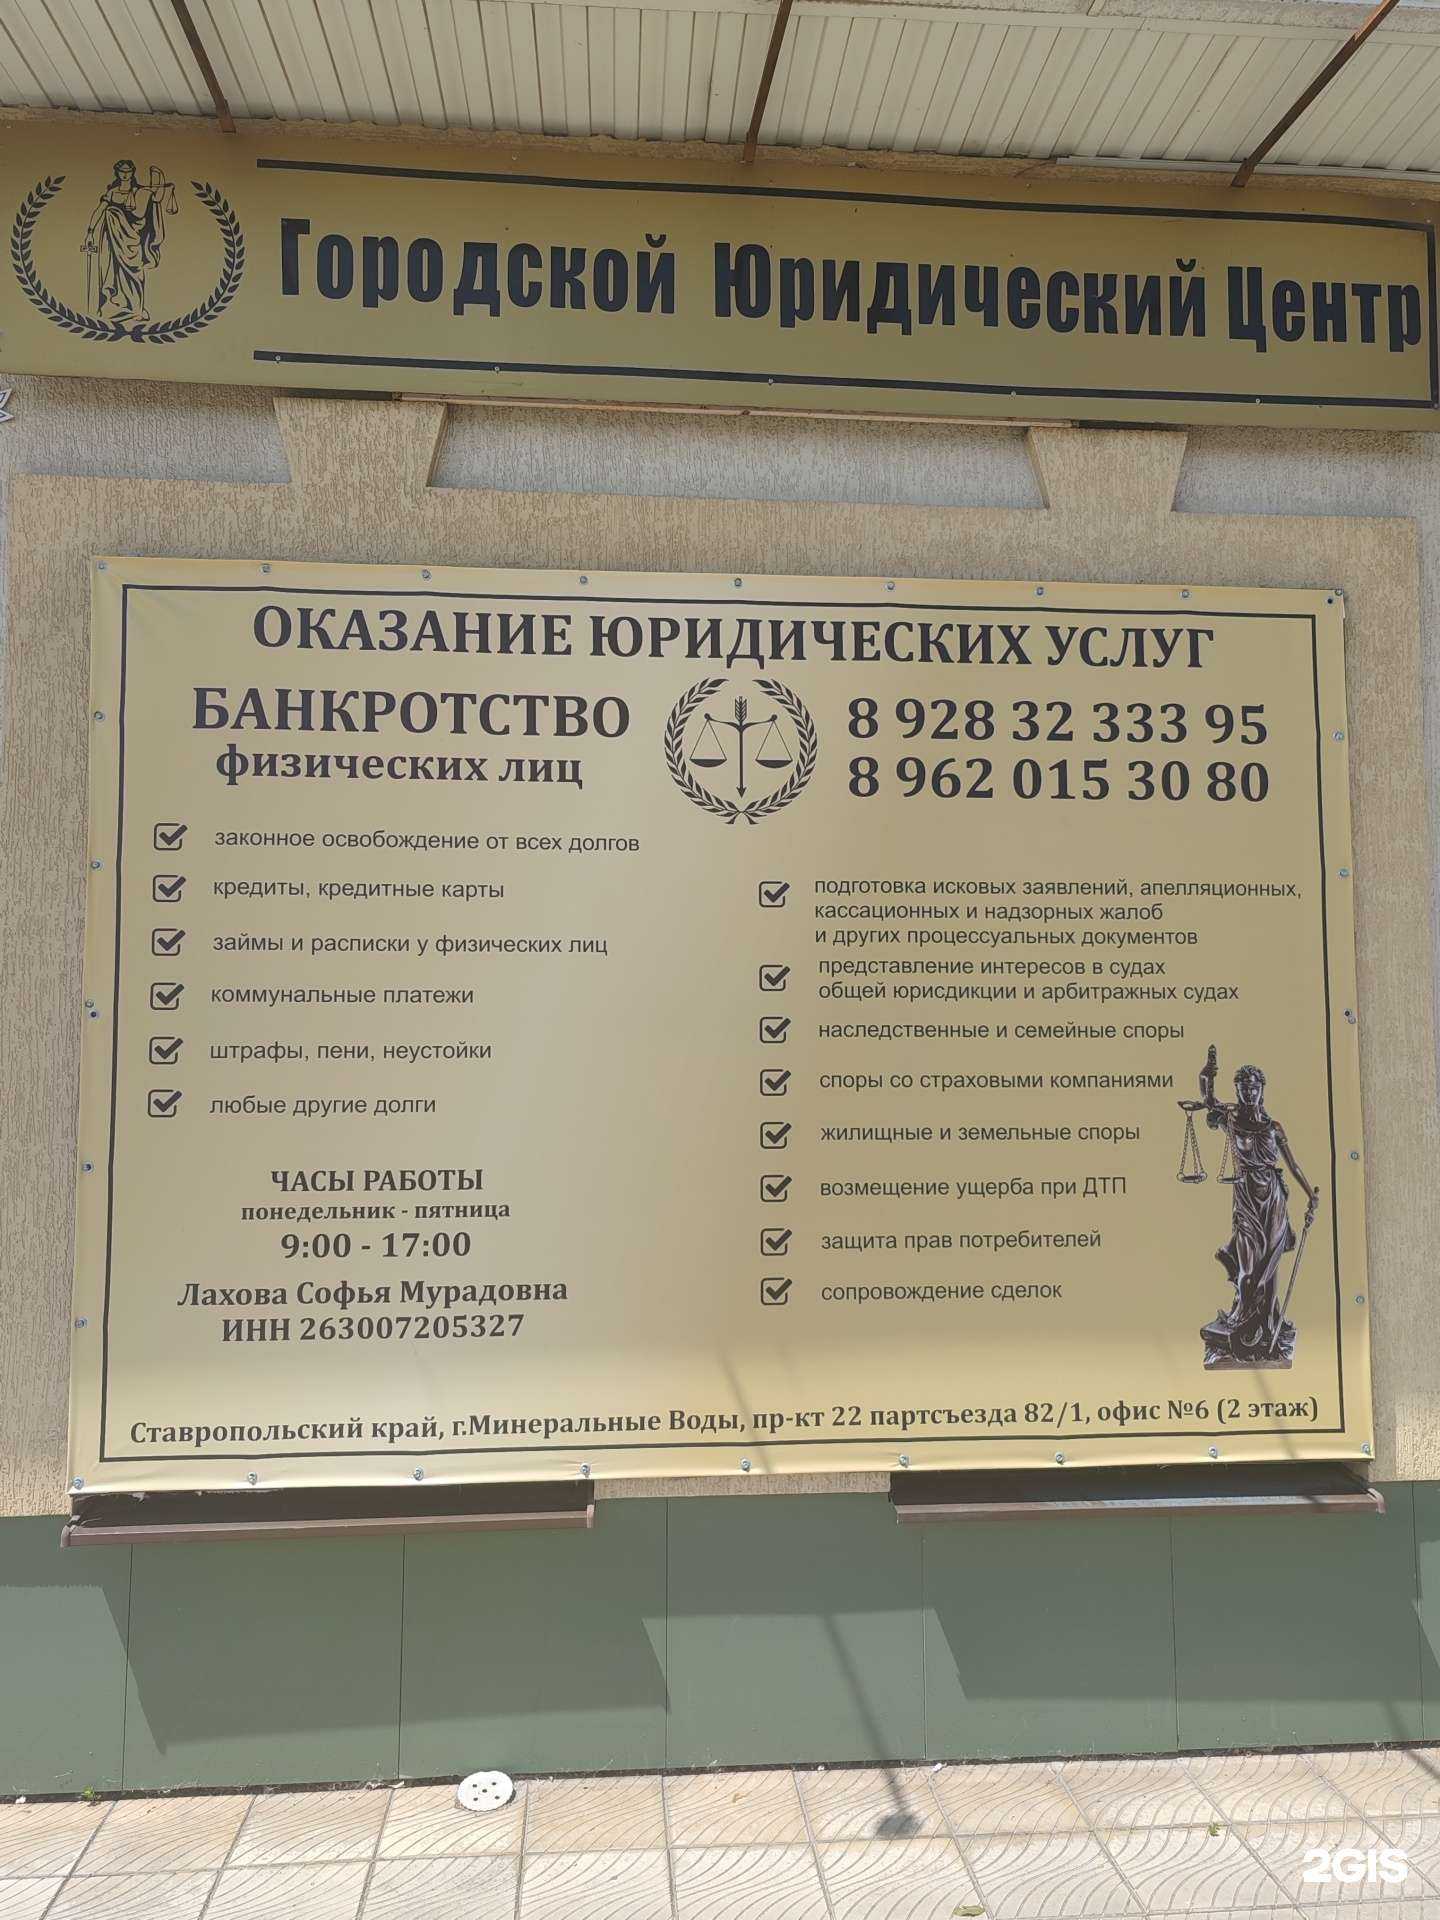 Городской Юридический Центр
ОКАЗАНИЕ ЮРИДИЧЕСКИХ УСЛУГ
БАНКРОТСТВО
физических лиц
8 928 32 333 95
8 962 015 30 80
законное освобождение от всех долгов
кредиты, кредитные карты
займы и расписки у физических лиц
коммунальные платежи
штрафы, пени, неустойки
любые другие долги
подготовка исковых заявлений, апелляционных,
кассационных и надзорных жалоб
и других процессуальных документов
представление интересов в судах
общей юрисдикции и арбитражных судах
наследственные и семейные споры
споры со страховыми компаниями
жилищные и земельные споры
возмещение ущерба при ДТП
защита прав потребителей
сопровождение сделок
ЧАСЫ РАБОТЫ
понедельник - пятница
9:00 - 17:00
Лахова Софья Мурадовна
ИНН 263007205327
Ставропольский край, г.Минеральные Воды, пр-кт 22 партсъезда 82/1, офис №6 (2 этаж)
2GIS